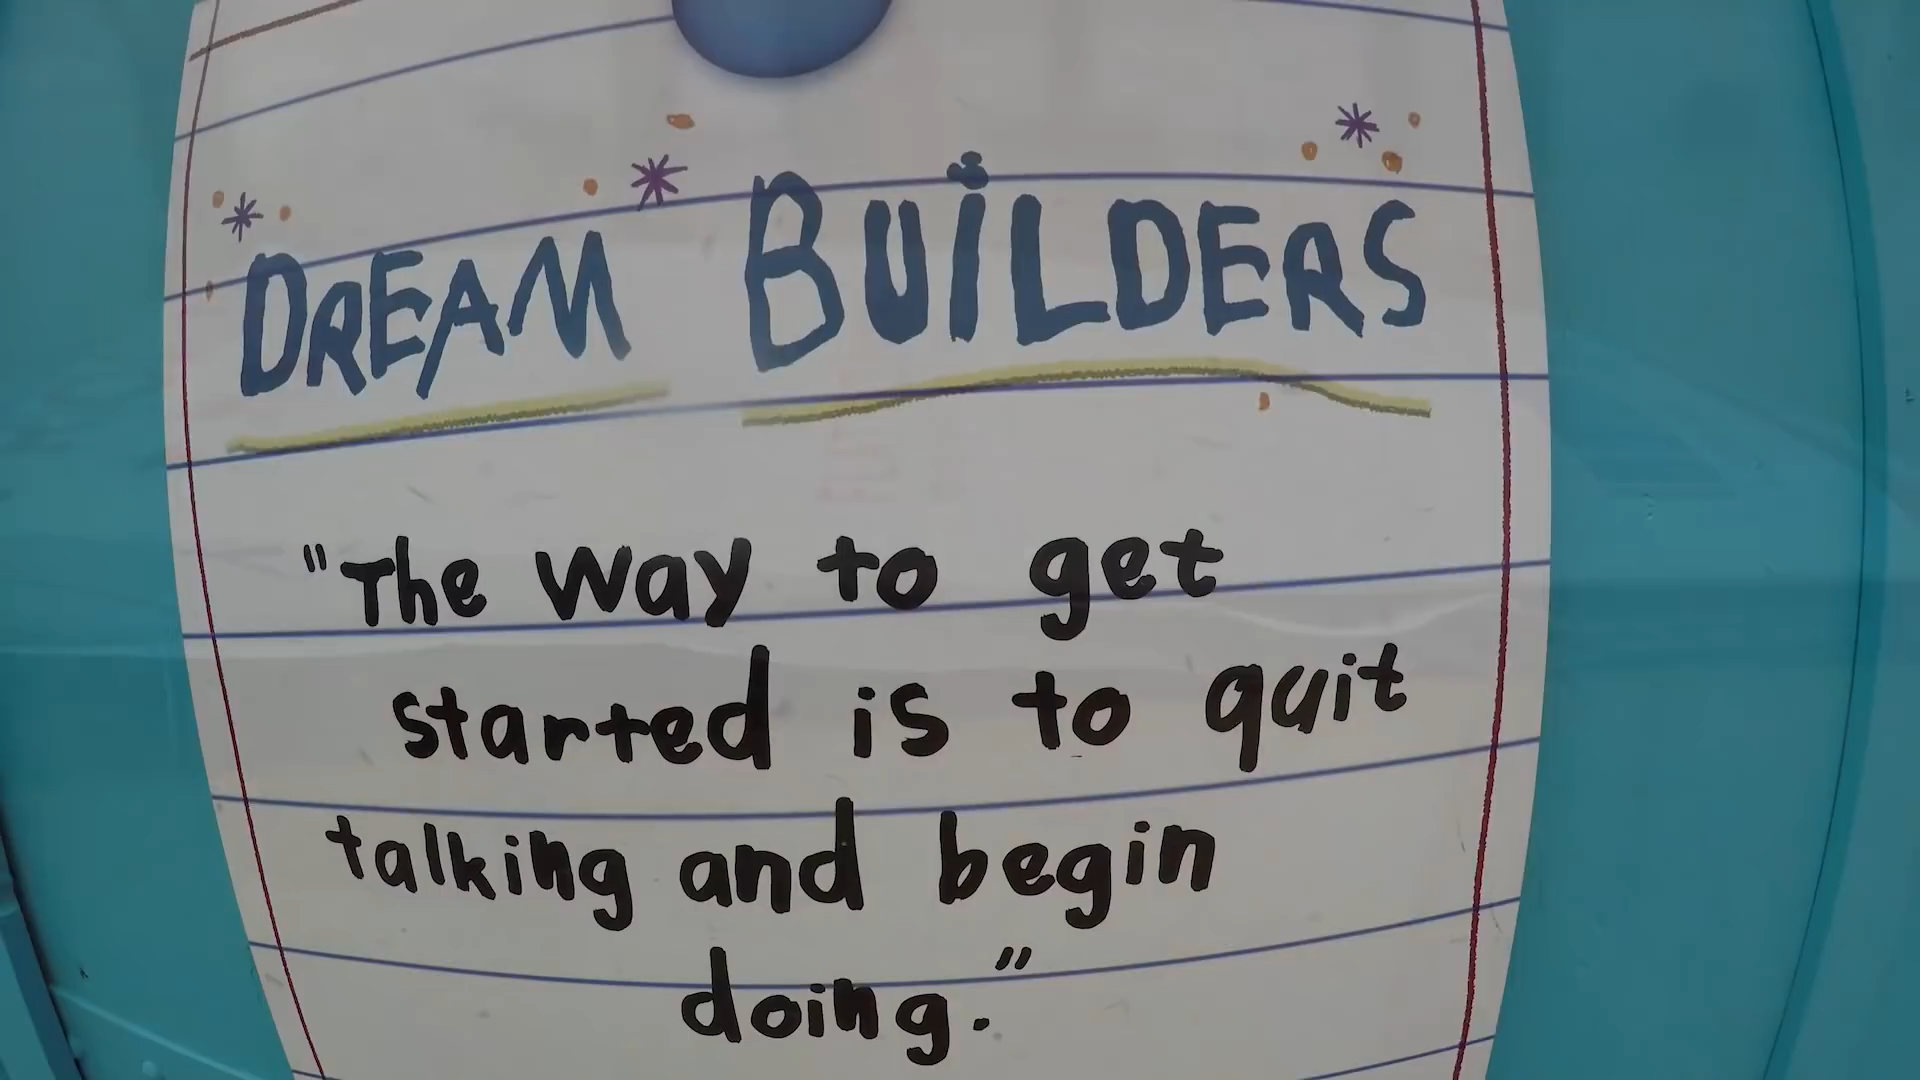 DREAM BUILDERS
"The way to get
started is to quit
talking and begin
doing."